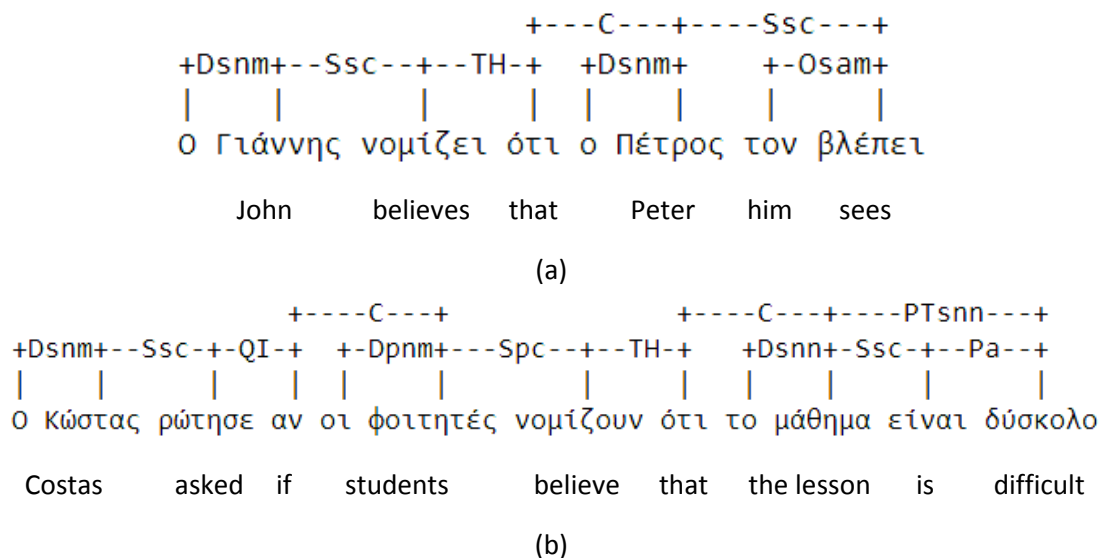 +---C---+----Ssc---+
+Dsnm+--Ssc--+--TH-+ +Dsnm+ +-Osam+
| | | | | | | |
Ο Γιάννης νομίζει ότι ο Πέτρος τον βλέπει
John believes that Peter him sees
(a)
+----C---+ +----C---+----PTsnn---+
+Dsnm+--Ssc-+-QI-+ +-Dpnm+---Spc--+--TH-+ +Dsnn+-Ssc-+--Pa--+
| | | | | | | | | | | |
Ο Κώστας ρώτησε αν οι φοιτητές νομίζουν ότι το μάθημα είναι δύσκολο
Costas asked if students believe that the lesson is difficult
(b)